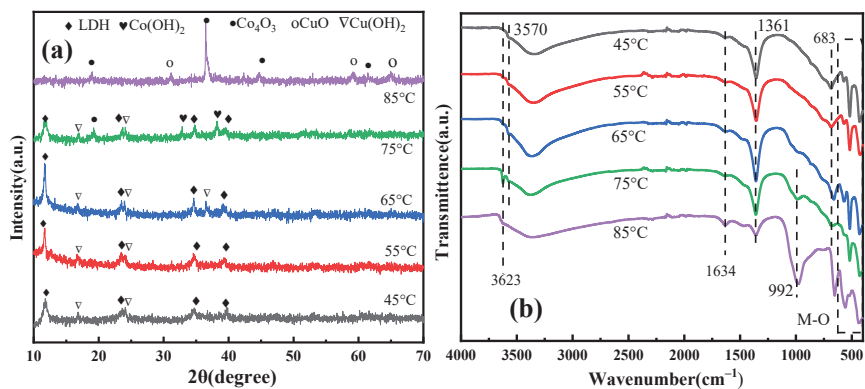 ◆ LDH ♥Co(OH)₂ ●Co₄O₃ oCuO ∇Cu(OH)₂
(a)
85°C
75°C
65°C
55°C
45°C
Intensity(a.u.)
10 20 30 40 50 60 70
2θ(degree)
3570 1361 683
45°C
55°C
65°C
75°C
85°C
3623 1634 992 M-O
(b)
Transmittence(a.u.)
4000 3500 3000 2500 2000 1500 1000 500
Wavenumber(cm⁻¹)